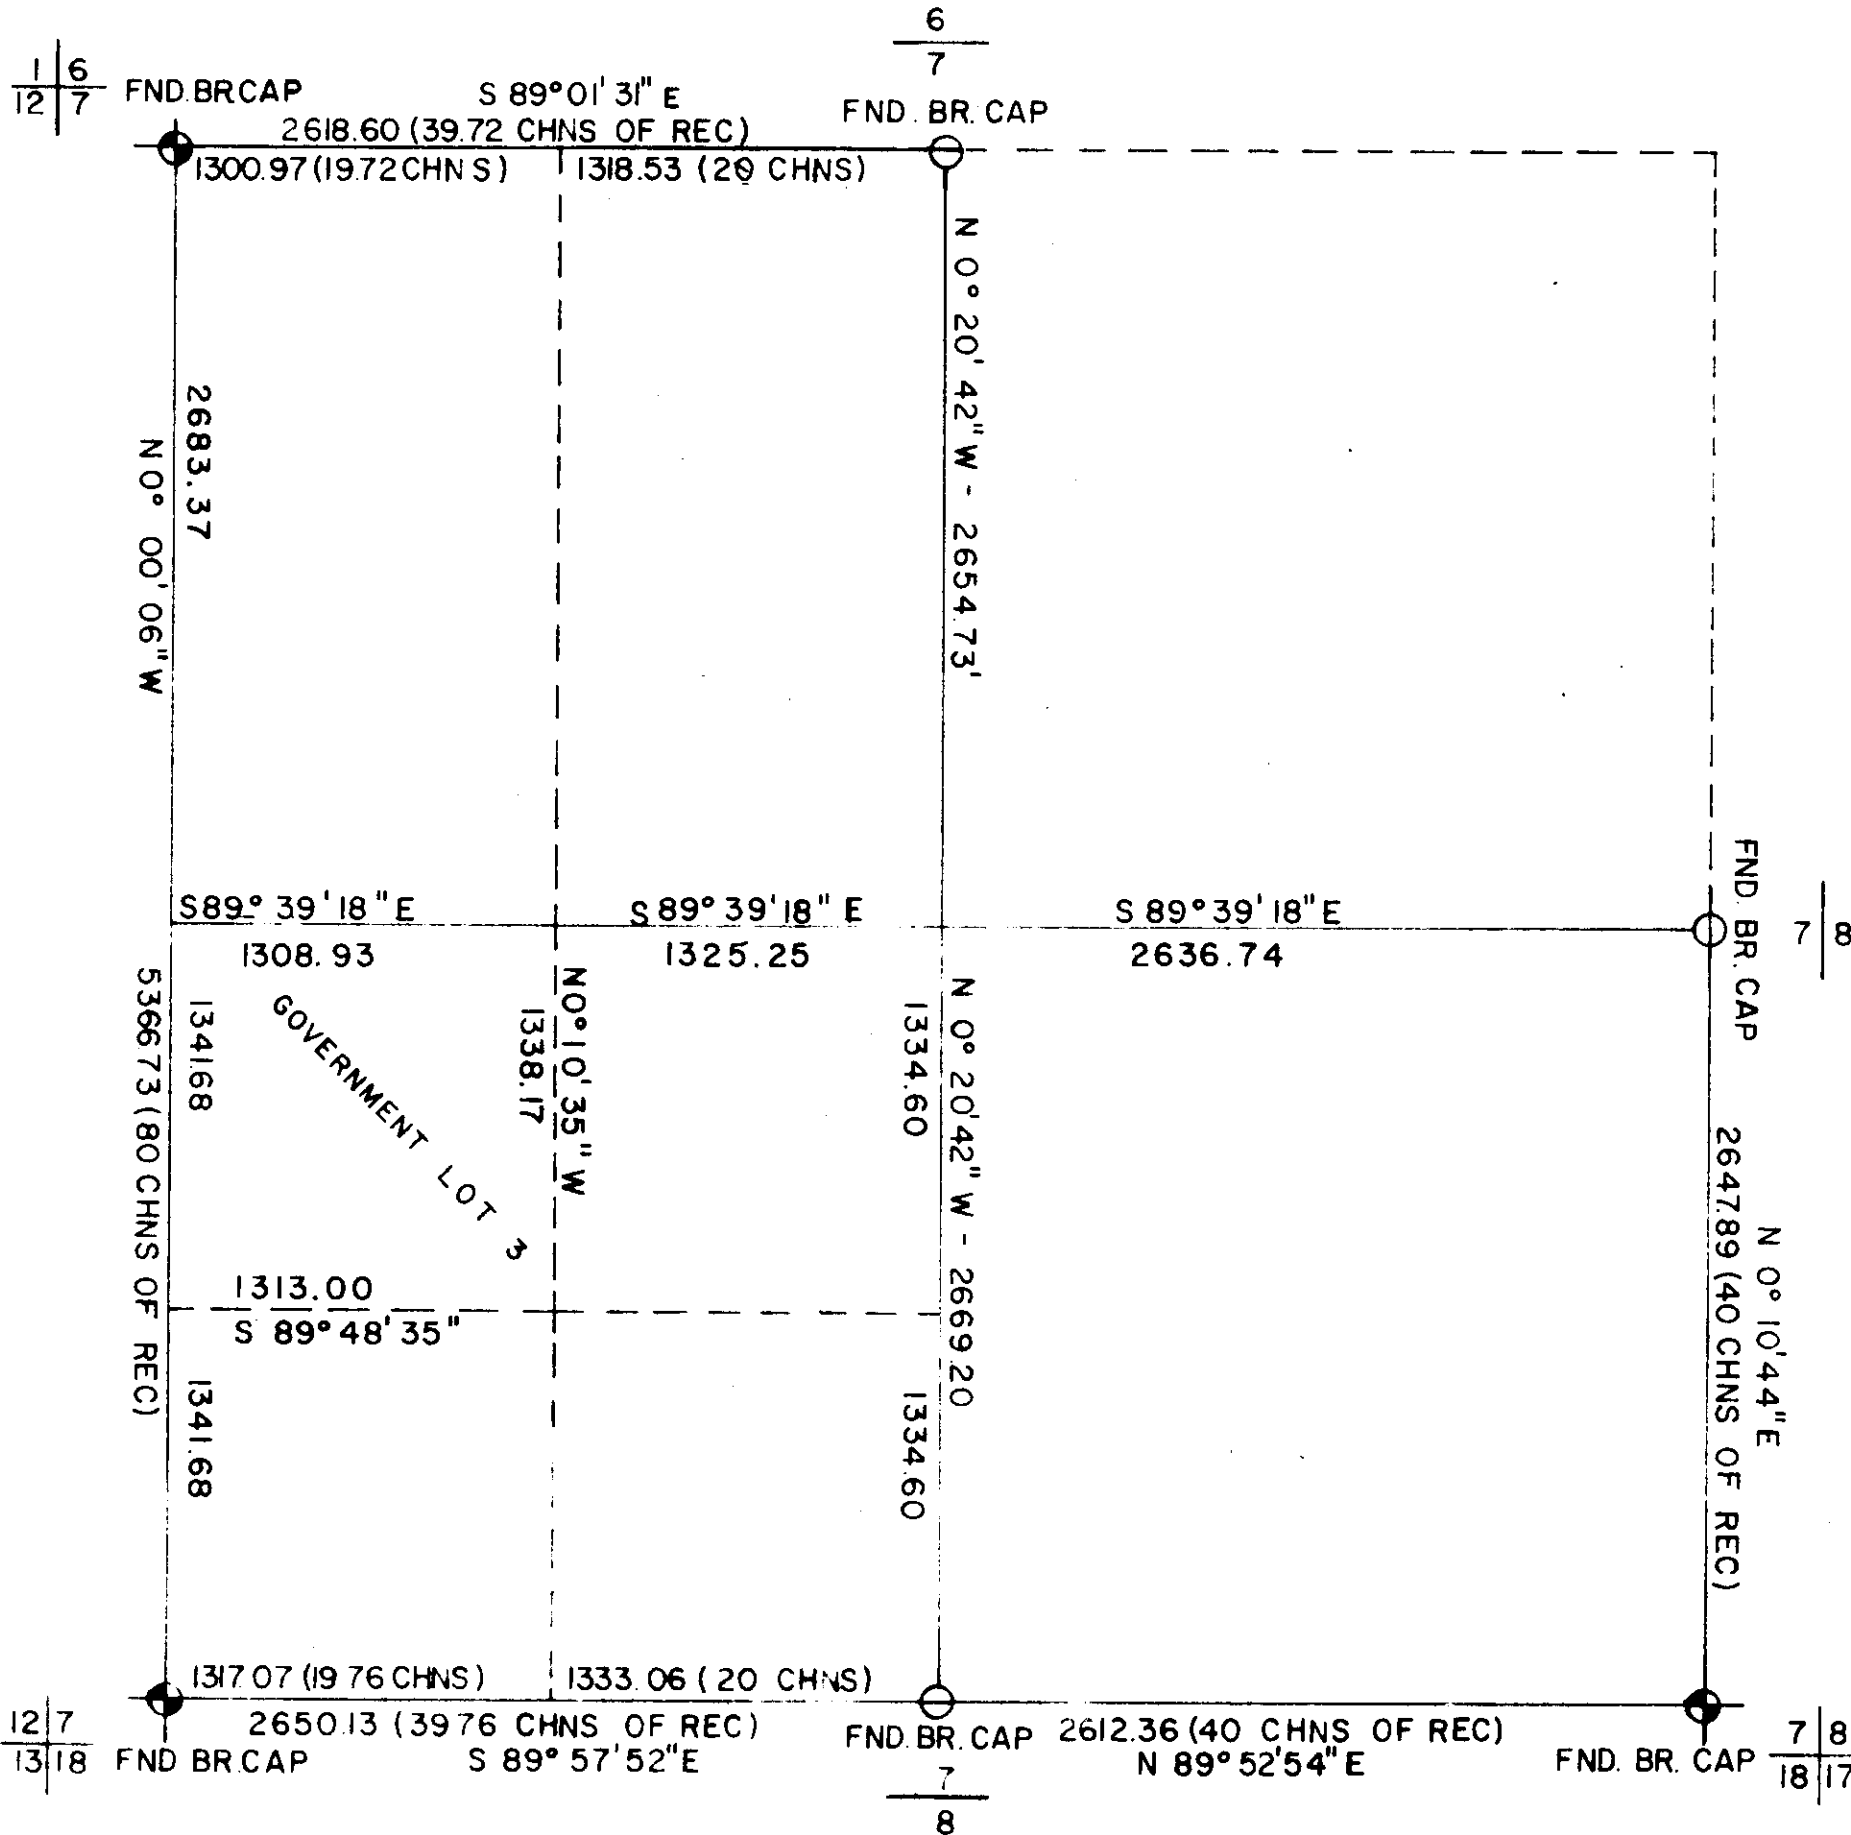 6
7
1 6
12 7
FND. BR CAP
S 89° 01' 31" E
FND. BR. CAP
2618.60 (39.72 CHNS OF REC)
1300.97 (19.72 CHNS)
1318.53 (20 CHNS)
N 0° 20' 42" W - 2654.73'
2683.37
N 0° 00' 06" W
S 89° 39' 18" E
1308.93
S 89° 39' 18" E
1325.25
S 89° 39' 18" E
2636.74
FND. BR. CAP
7 8
5366 73 (80 CHNS OF REC)
1341.68
GOVERNMENT LOT 3
1338.17
N 0° 10' 35" W
1334.60
N 0° 20' 42" W - 2669.20
2647.89 (40 CHNS OF REC)
N 0° 10' 44" E
1313.00
S 89° 48' 35"
1341.68
1334.60
1317.07 (19 76 CHNS)
1333.06 (20 CHNS)
12 7
13 18
FND BR. CAP
2650.13 (39 76 CHNS OF REC)
S 89° 57' 52" E
FND. BR. CAP
7
8
2612.36 (40 CHNS OF REC)
N 89° 52' 54" E
FND. BR. CAP
7 8
18 17